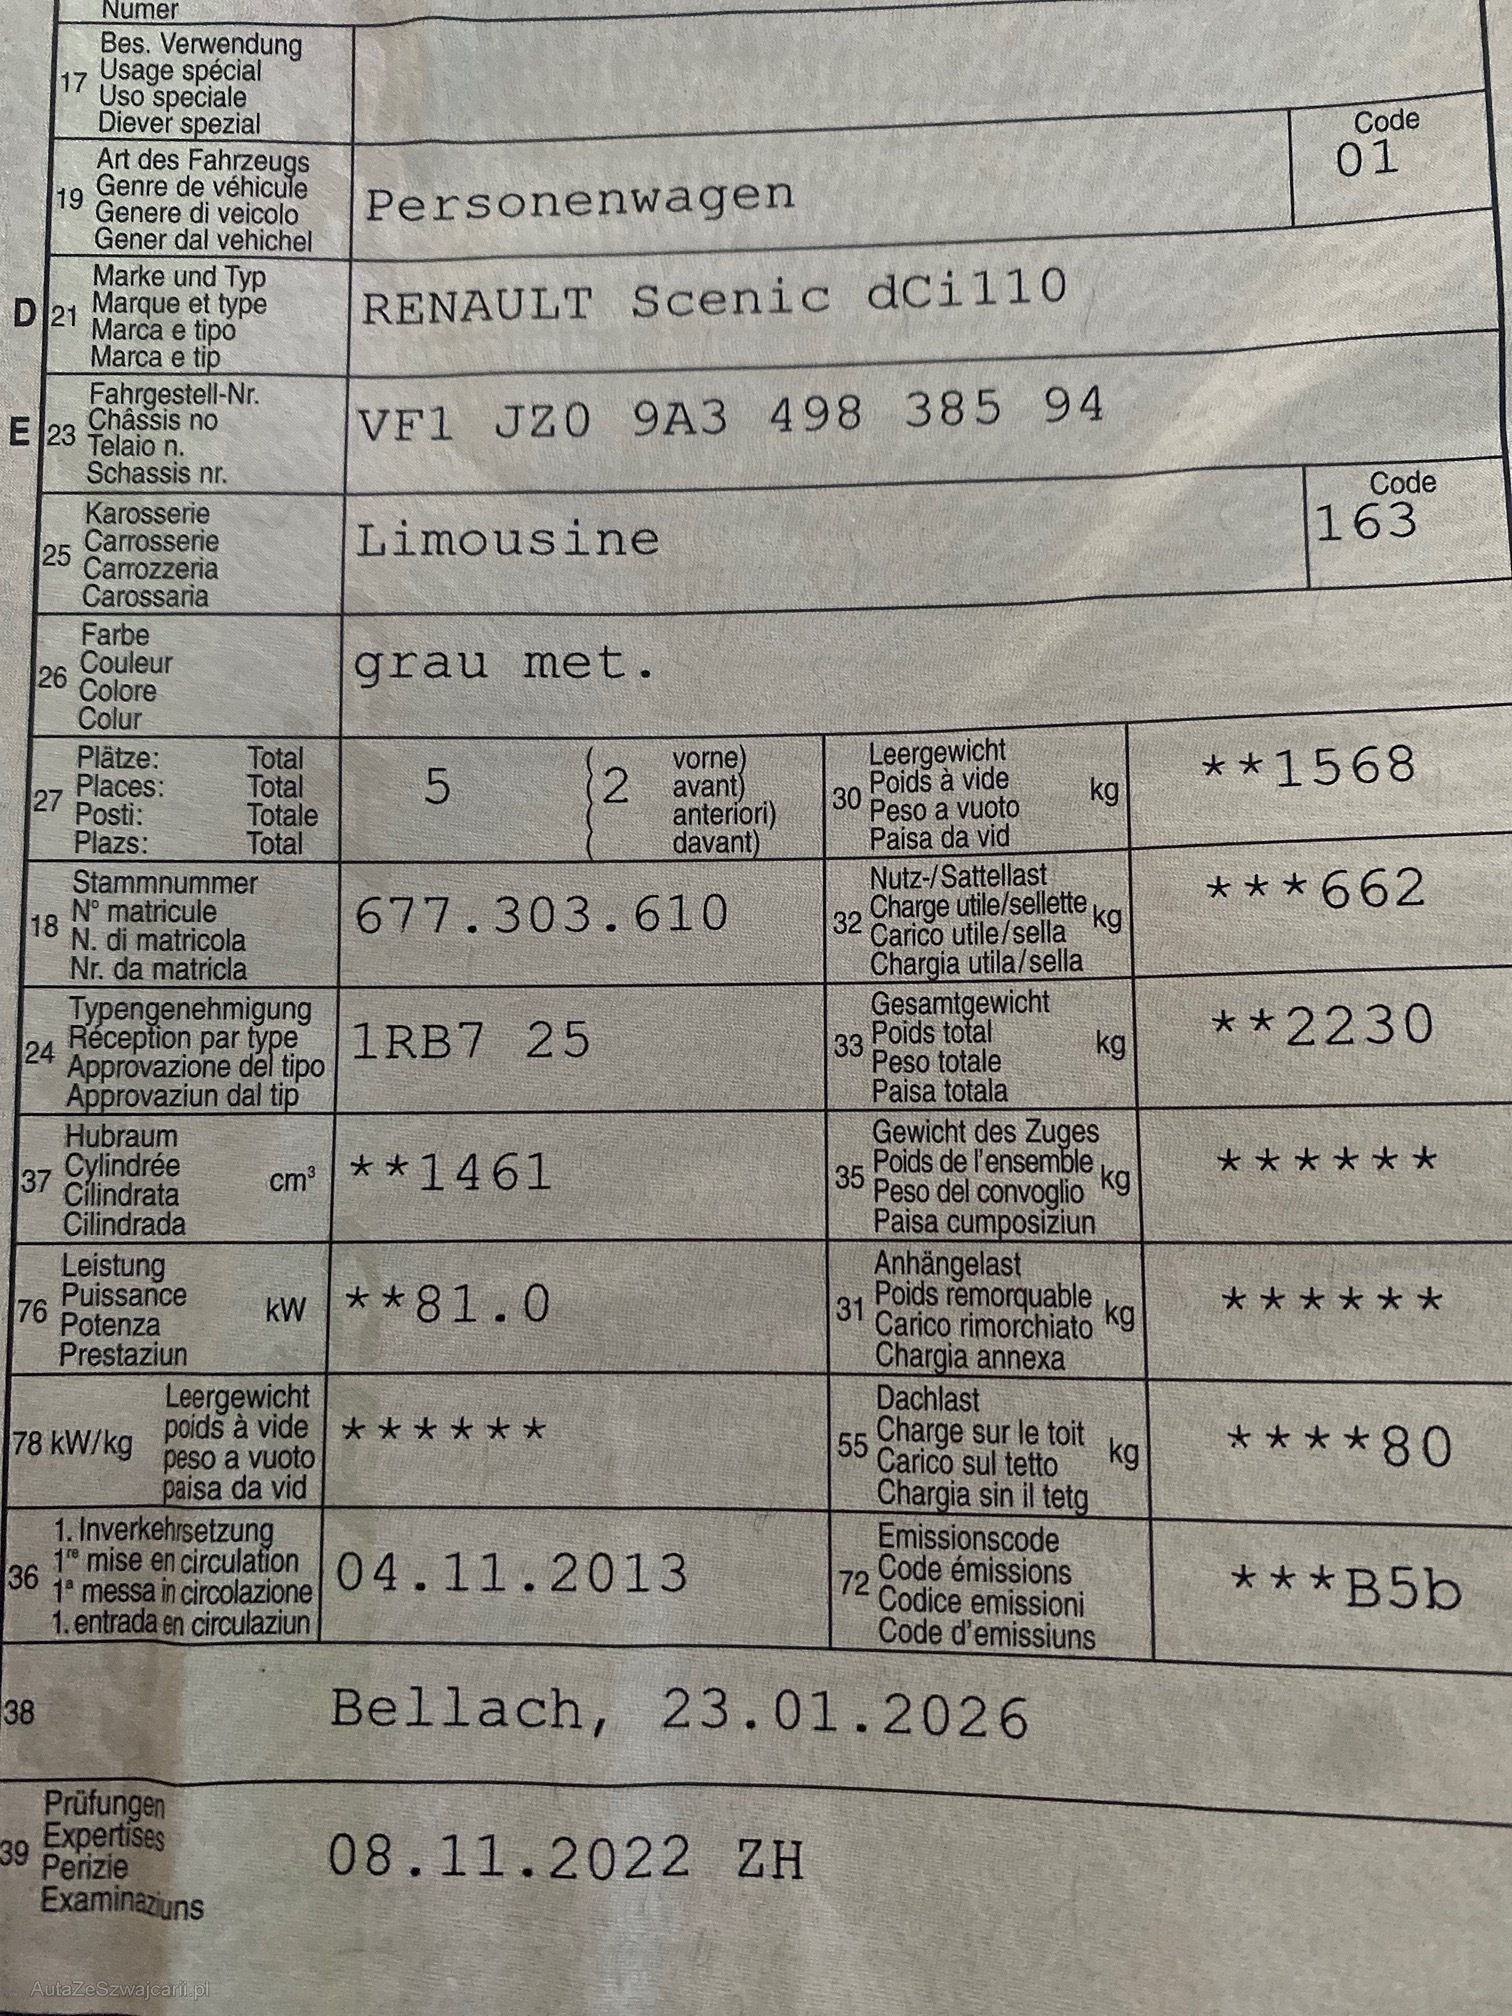 Numer
17 Bes. Verwendung
Usage spécial
Uso speciale
Diever spezial
19 Art des Fahrzeugs
Genre de véhicule
Genere di veicolo
Gener dal vehichel
Personenwagen
Code
01
D 21 Marke und Typ
Marque et type
Marca e tipo
Marca e tip
RENAULT Scenic dCi110
E 23 Fahrgestell-Nr.
Châssis no
Telaio n.
Schassis nr.
VF1 JZ0 9A3 498 385 94
25 Karosserie
Carrosserie
Carrozzeria
Carossaria
Limousine
Code
163
26 Farbe
Couleur
Colore
Colur
grau met.
27 Plätze: Total
Places: Total
Posti: Totale
Plazs: Total
5 (2 vorne)
avant)
anteriori)
davant)
30 Leergewicht
Poids à vide
Peso a vuoto
Paisa da vid
kg **1568
18 Stammnummer
N° matricule
N. di matricola
Nr. da matricla
677.303.610
32 Nutz-/Sattellast
Charge utile/sellette
Carico utile/sella
Chargia utila/sella
kg ***662
24 Typengenehmigung
Réception par type
Approvazione del tipo
Approvaziun dal tip
1RB7 25
33 Gesamtgewicht
Poids total
Peso totale
Paisa totala
kg **2230
37 Hubraum
Cylindrée
Cilindrata
Cilindrada
cm³ **1461
35 Gewicht des Zuges
Poids de l'ensemble
Peso del convoglio
Paisa cumposiziun
kg ******
76 Leistung
Puissance
Potenza
Prestaziun
kW **81.0
31 Anhängelast
Poids remorquable
Carico rimorchiato
Chargia annexa
kg ******
78 kW/kg Leergewicht
poids à vide
peso a vuoto
paisa da vid
******
55 Dachlast
Charge sur le toit
Carico sul tetto
Chargia sin il tetg
kg ****80
36 1. Inverkehrsetzung
1re mise en circulation
1a messa in circolazione
1. entrada en circulaziun
04.11.2013
72 Emissionscode
Code émissions
Codice emissioni
Code d'emissiuns
***B5b
38 Bellach, 23.01.2026
39 Prüfungen
Expertises
Perizie
Examinaziuns
08.11.2022 ZH
AutaZeSzwajcarii.pl